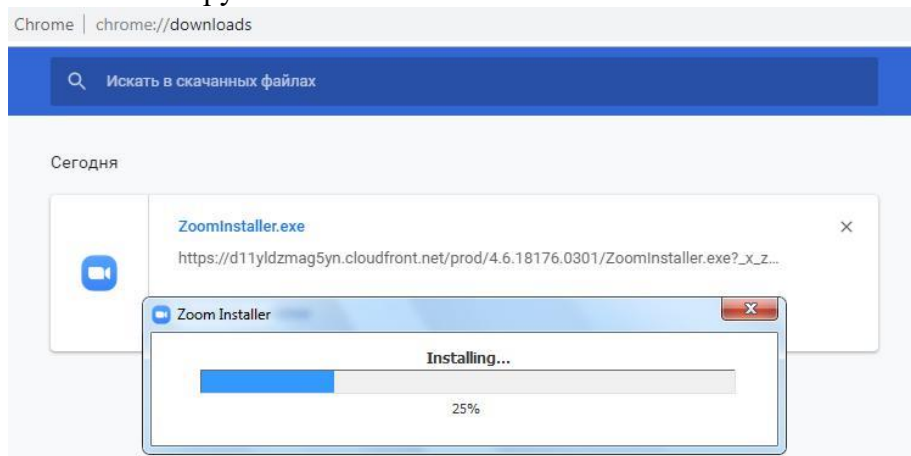 Chrome | chrome://downloads
Искать в скачанных файлах
Сегодня
ZoomInstaller.exe
https://d11yldzmag5yn.cloudfront.net/prod/4.6.18176.0301/ZoomInstaller.exe?_x_z...
Zoom Installer
Installing...
25%